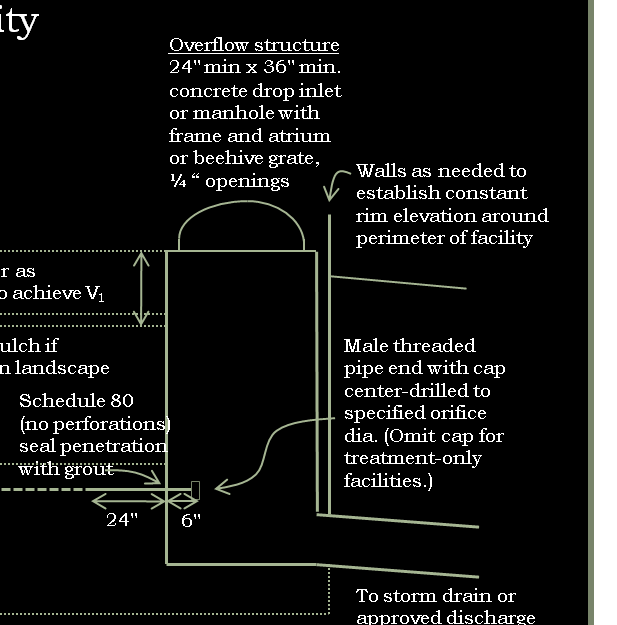 ity
Overflow structure
24" min x 36" min.
concrete drop inlet
or manhole with
frame and atrium
or beehive grate,
¼ “ openings
Walls as needed to
establish constant
rim elevation around
perimeter of facility
r as
o achieve V₁
ulch if
n landscape
Schedule 80
(no perforations)
seal penetration
with grout
Male threaded
pipe end with cap
center-drilled to
specified orifice
dia. (Omit cap for
treatment-only
facilities.)
24"
6"
To storm drain or
approved discharge